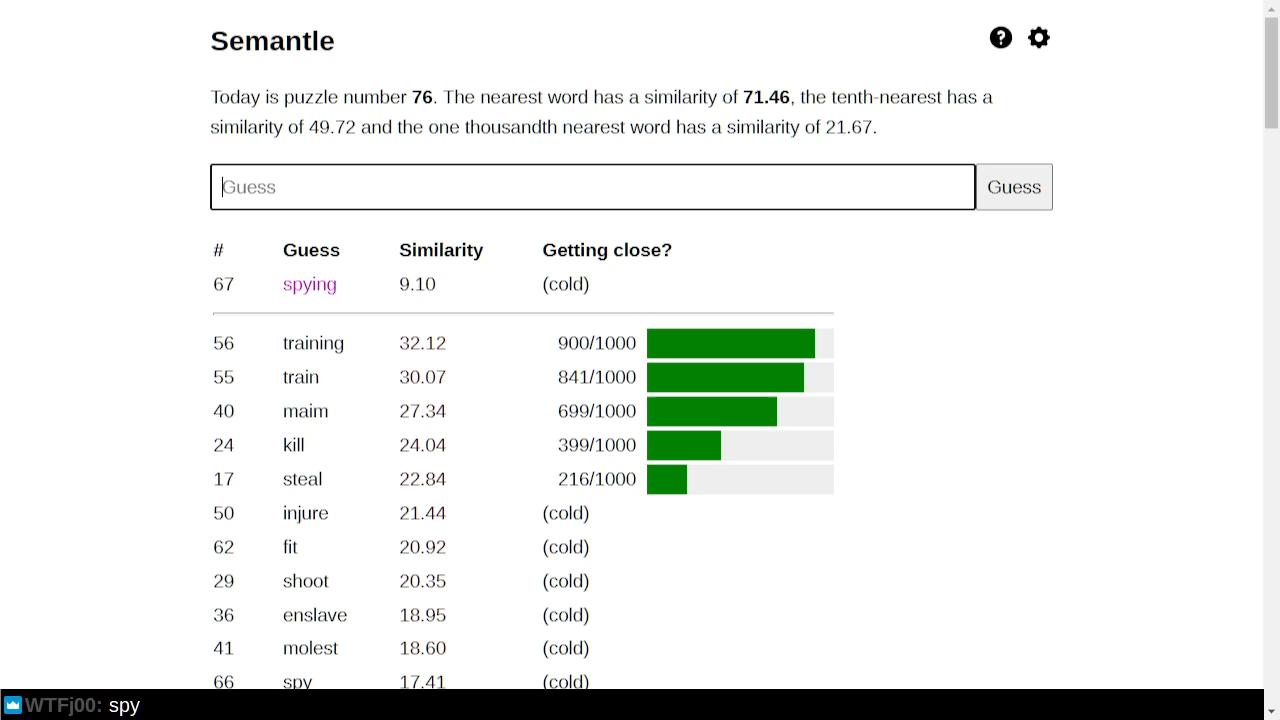 Semantle
Today is puzzle number 76. The nearest word has a similarity of 71.46, the tenth-nearest has a
similarity of 49.72 and the one thousandth nearest word has a similarity of 21.67.
Guess Guess
# Guess Similarity Getting close?
67 spying 9.10 (cold)
56 training 32.12 900/1000
55 train 30.07 841/1000
40 maim 27.34 699/1000
24 kill 24.04 399/1000
17 steal 22.84 216/1000
50 injure 21.44 (cold)
62 fit 20.92 (cold)
29 shoot 20.35 (cold)
36 enslave 18.95 (cold)
41 molest 18.60 (cold)
66 spy 17.41 (cold)
WTFj00: spy